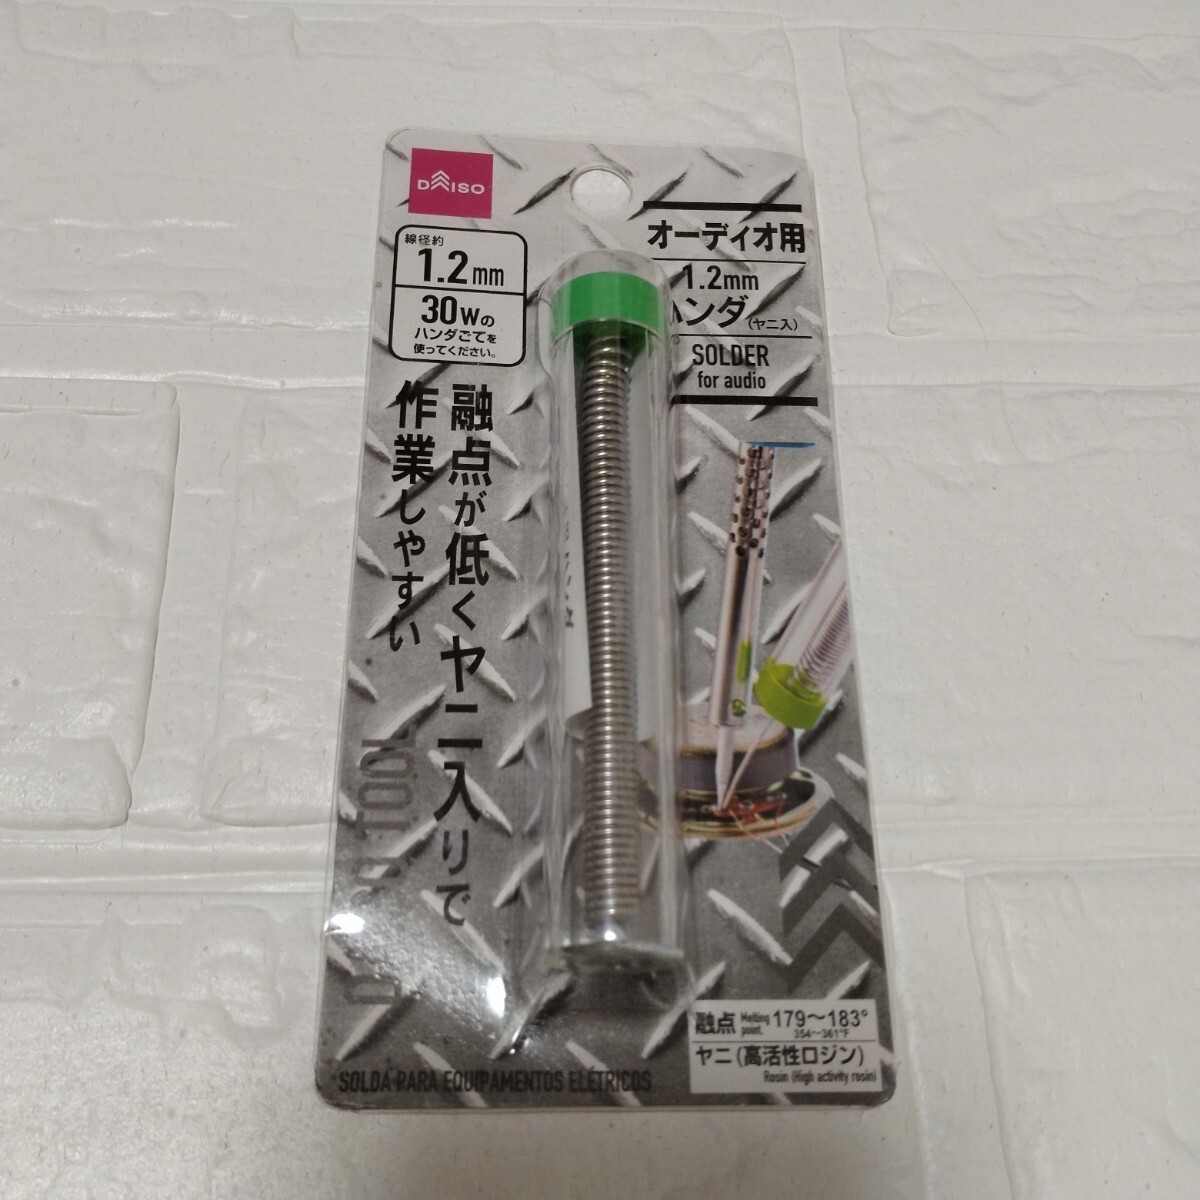 DAISO
線径約
1.2mm
30Wの
ハンダごてを
使ってください。
オーディオ用
1.2mm
ハンダ(ヤニ入)
SOLDER
for audio
融点が低くヤニ入りで
作業しやすい
TOOL
融点 Melting point. 179〜183°
354〜361°F
ヤニ(高活性ロジン)
Rosin (High activity rosin)
SOLDA PARA EQUIPAMENTOS ELÉTRICOS